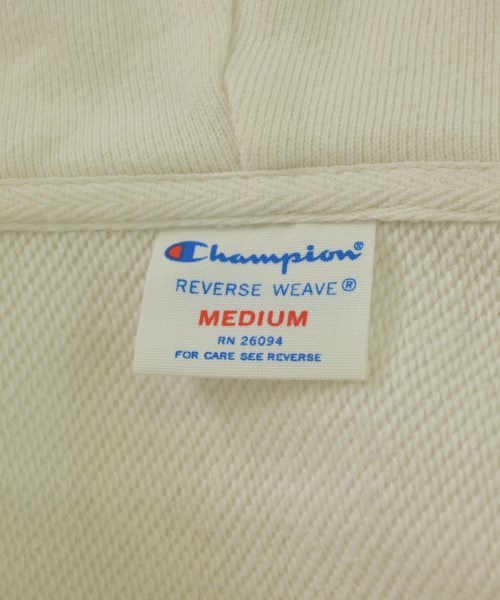 Champion®
REVERSE WEAVE®
MEDIUM
RN 26094
FOR CARE SEE REVERSE